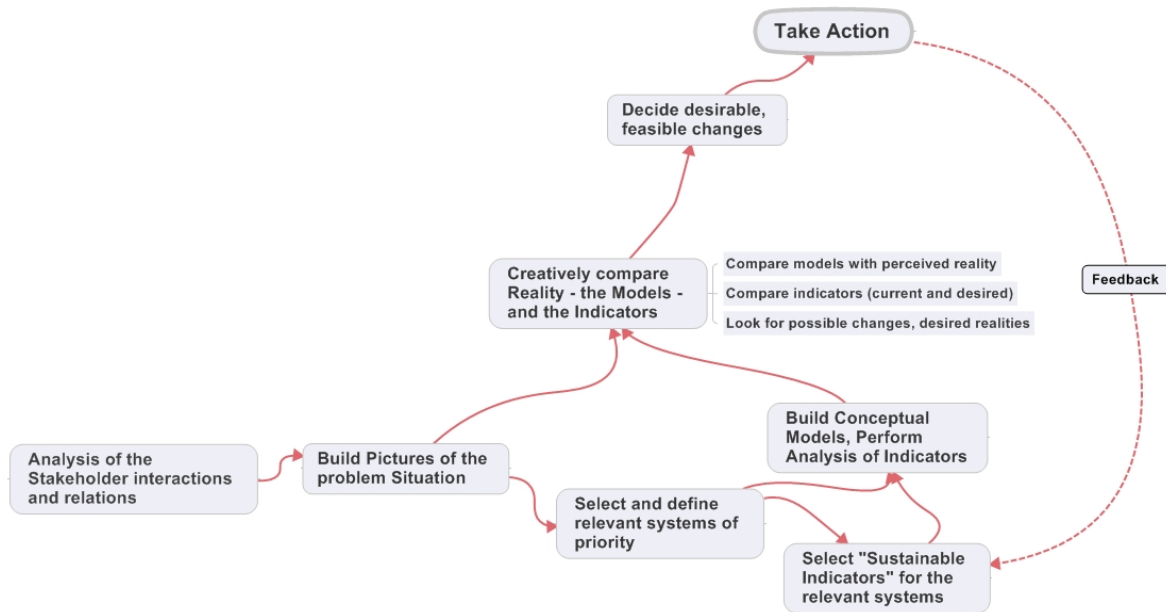 Take Action
Decide desirable,
feasible changes
Creatively compare
Reality - the Models -
and the Indicators
Compare models with perceived reality
Compare indicators (current and desired)
Look for possible changes, desired realities
Feedback
Build Conceptual
Models, Perform
Analysis of Indicators
Analysis of the
Stakeholder interactions
and relations
Build Pictures of the
problem Situation
Select and define
relevant systems of
priority
Select "Sustainable
Indicators" for the
relevant systems